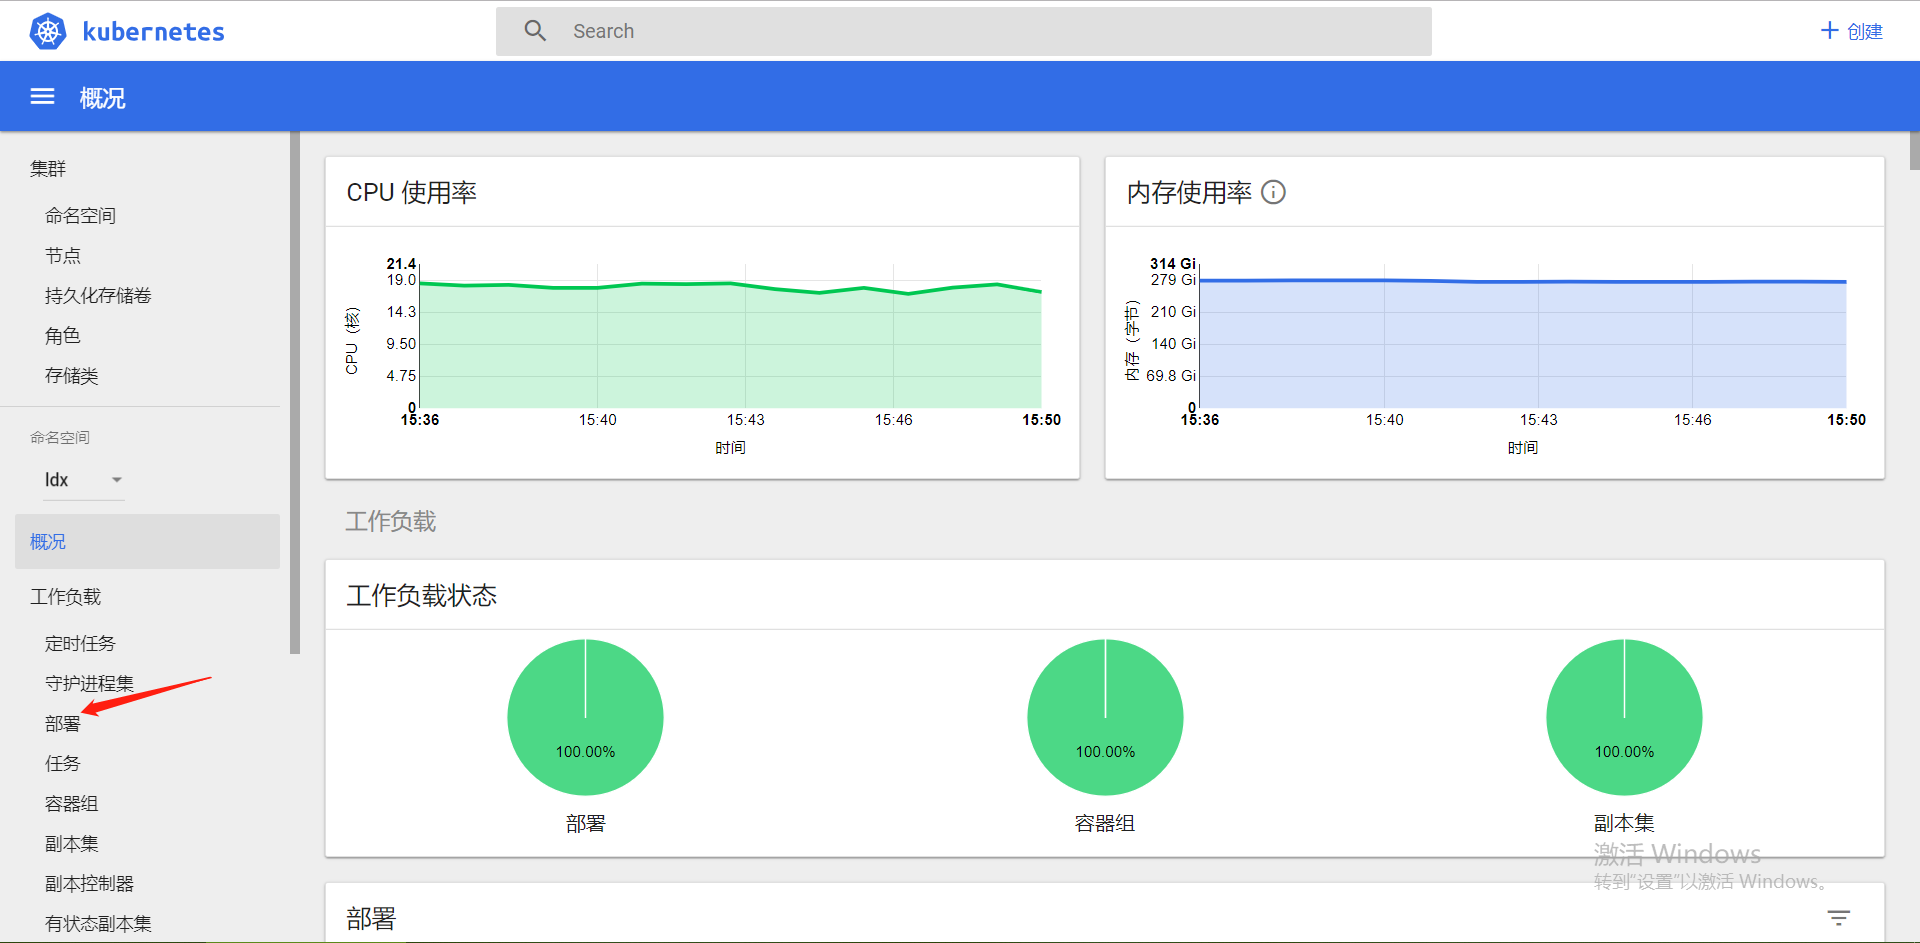 kubernetes
Search
创建
概况
集群
命名空间
节点
持久化存储卷
角色
存储类
命名空间
ldx
概况
工作负载
定时任务
守护进程集
部署
任务
容器组
副本集
副本控制器
有状态副本集
CPU 使用率
CPU（核）
21.4
19.0
14.3
9.50
4.75
0
15:36 15:40 15:43 15:46 15:50
时间
内存使用率
内存（字节）
314 Gi
279 Gi
210 Gi
140 Gi
69.8 Gi
0
15:36 15:40 15:43 15:46 15:50
时间
工作负载
工作负载状态
100.00%
部署
100.00%
容器组
100.00%
副本集
激活 Windows
转到"设置"以激活 Windows。
部署